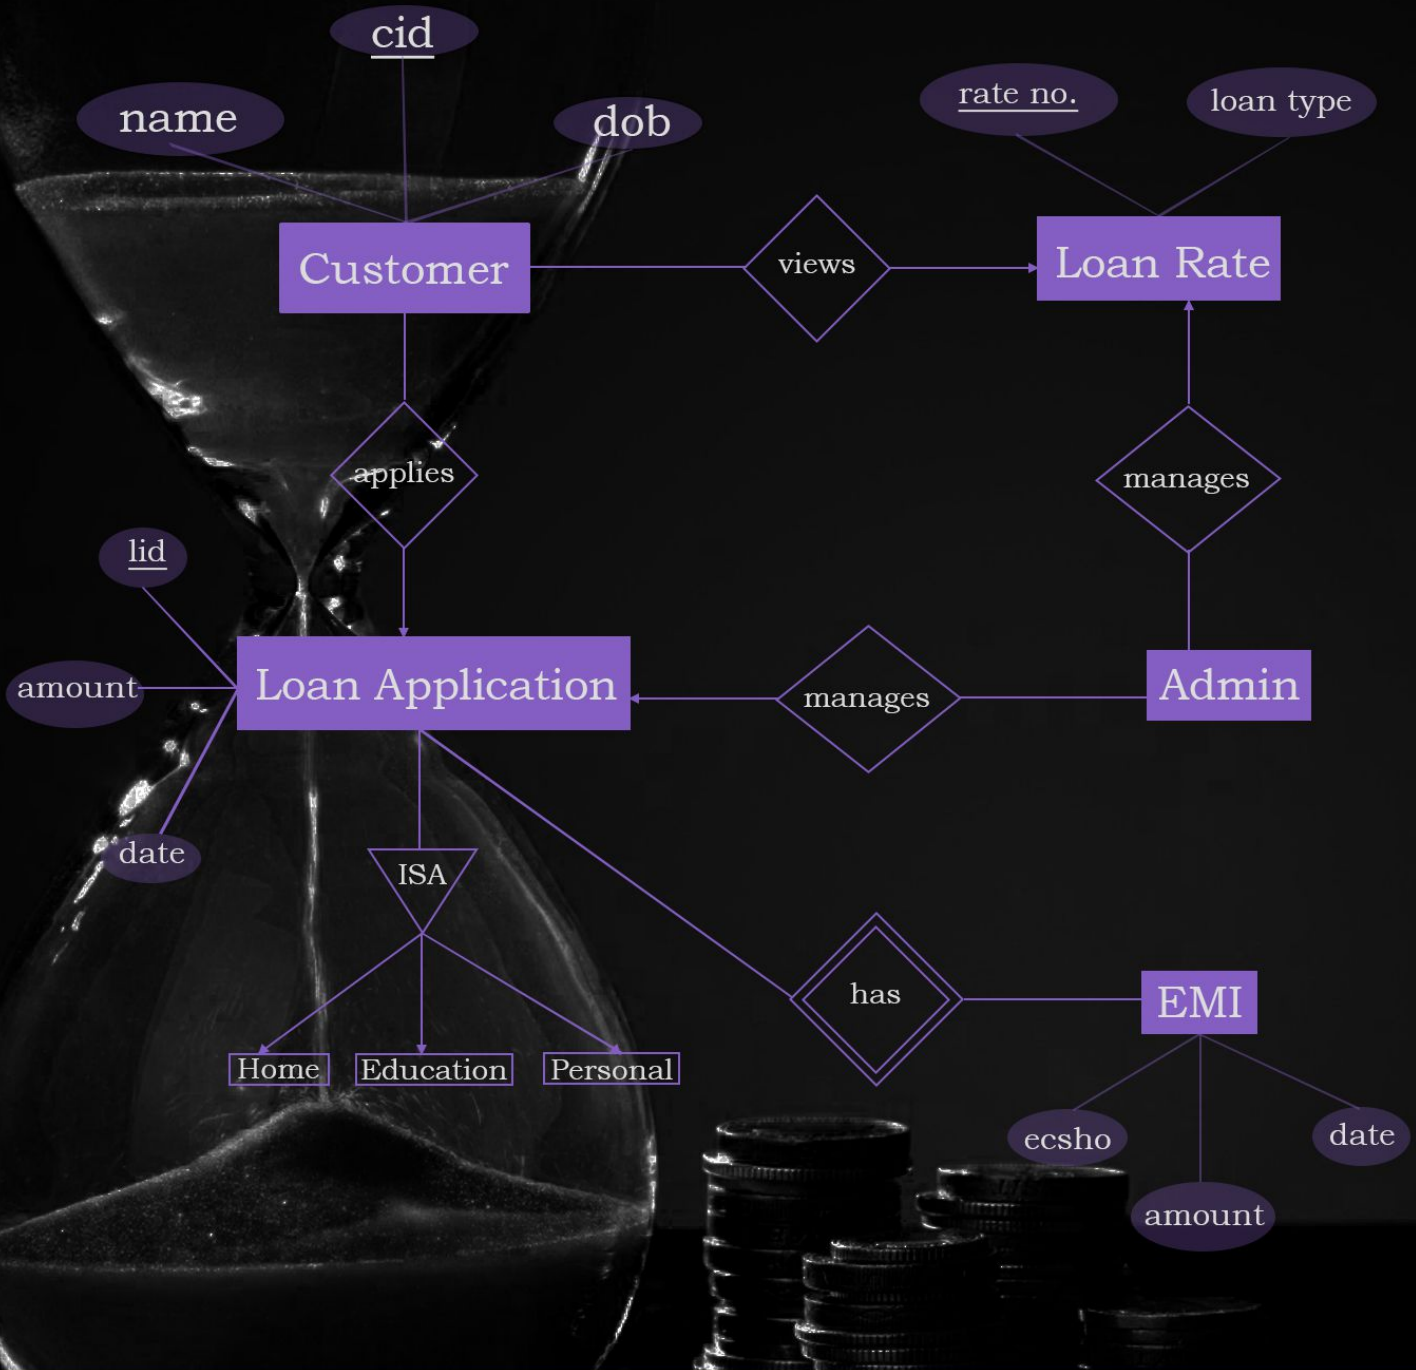 cid
name
dob
rate no.
loan type
Customer
views
Loan Rate
applies
manages
lid
amount
Loan Application
manages
Admin
date
ISA
has
EMI
Home
Education
Personal
ecsho
date
amount